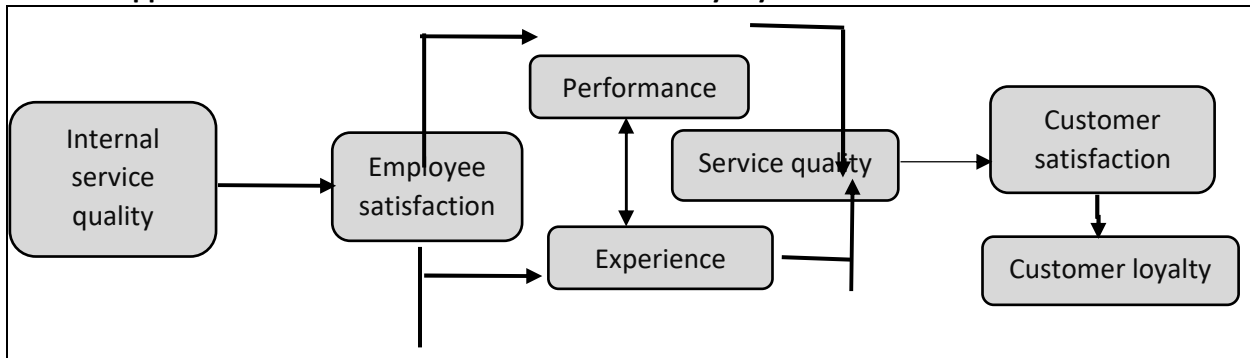 Internal
service
quality
Employee
satisfaction
Performance
Experience
Service quality
Customer
satisfaction
Customer loyalty